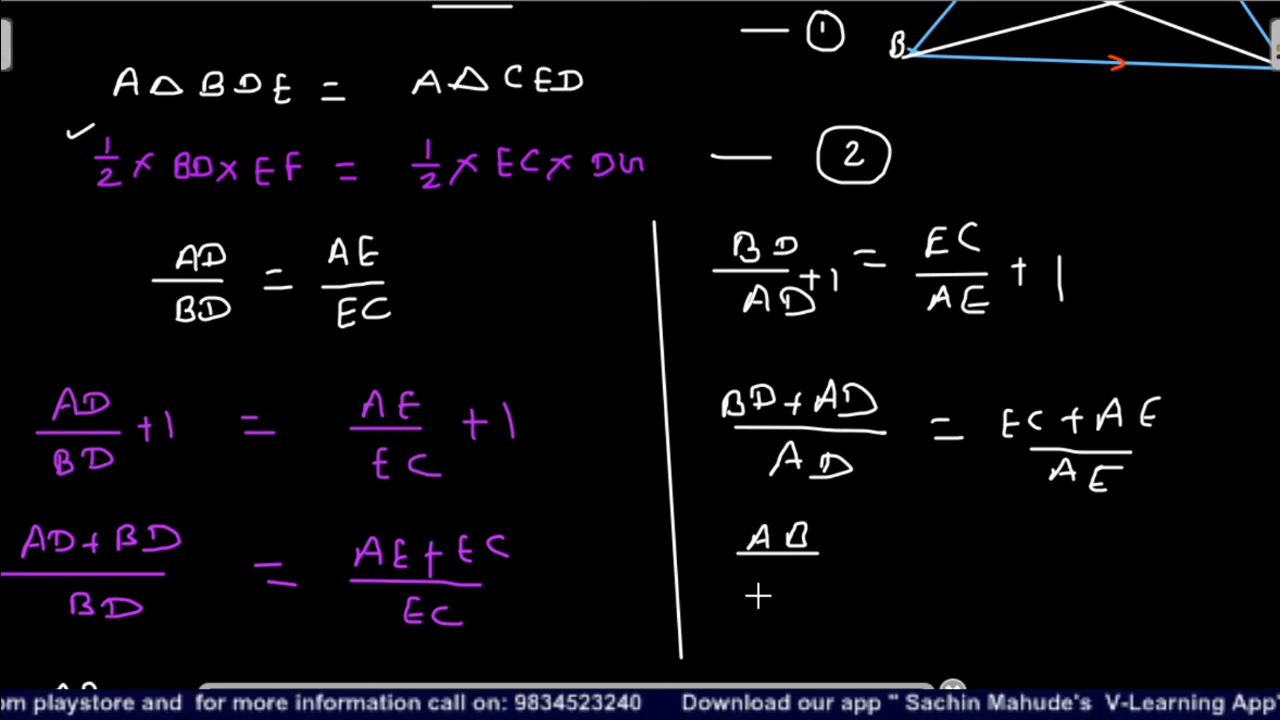 — 1
B
A△BDE = A△CED
1/2 × BD × EF = 1/2 × EC × DG — 2
AD/BD = AE/EC
AD/BD + 1 = AE/EC + 1
AD + BD/BD = AE + EC/EC
BD/AD + 1 = EC/AE + 1
BD + AD/AD = EC + AE/AE
AB/
om playstore and for more information call on: 9834523240 Download our app " Sachin Mahude's V-Learning App"